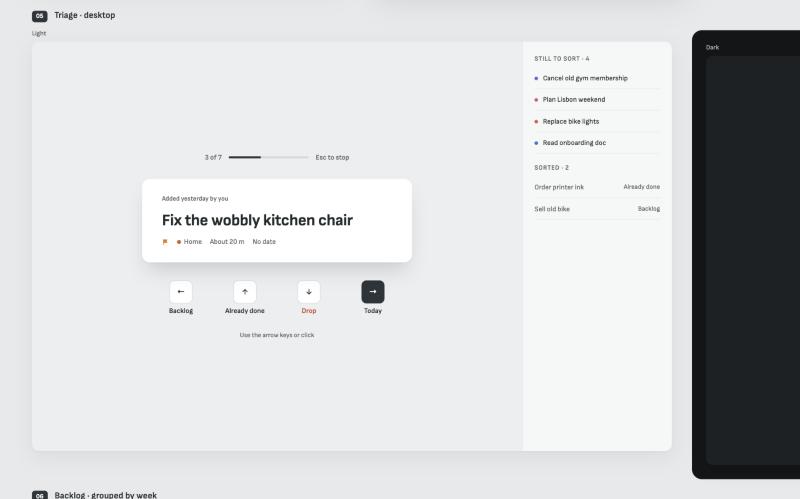 05 Triage · desktop
Light
Dark
3 of 7 Esc to stop
Added yesterday by you
Fix the wobbly kitchen chair
Home About 20 m No date
← ↑ ↓ →
Backlog Already done Drop Today
Use the arrow keys or click
STILL TO SORT · 4
Cancel old gym membership
Plan Lisbon weekend
Replace bike lights
Read onboarding doc
SORTED · 2
Order printer ink Already done
Sell old bike Backlog
06 Backlog · grouped by week